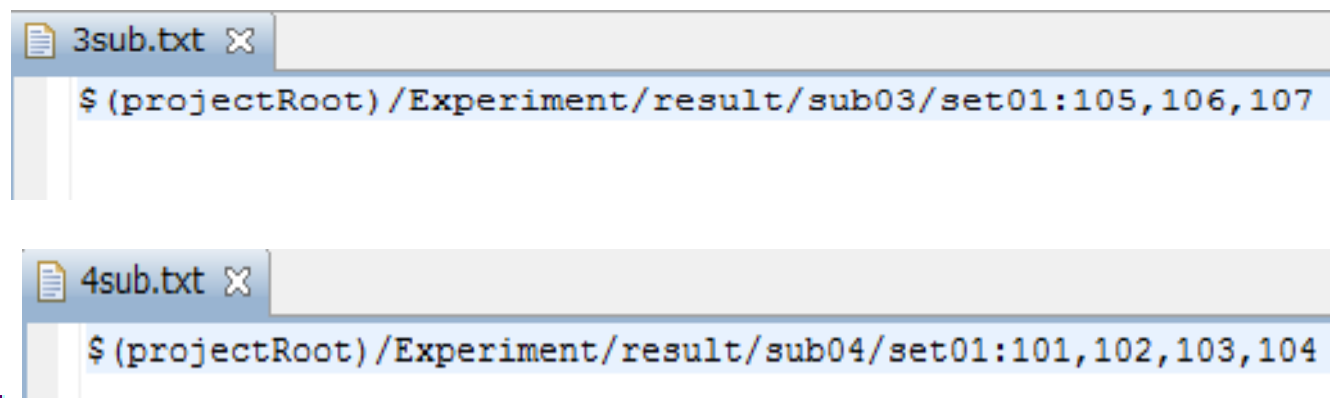 3sub.txt
$(projectRoot)/Experiment/result/sub03/set01:105,106,107
4sub.txt
$(projectRoot)/Experiment/result/sub04/set01:101,102,103,104